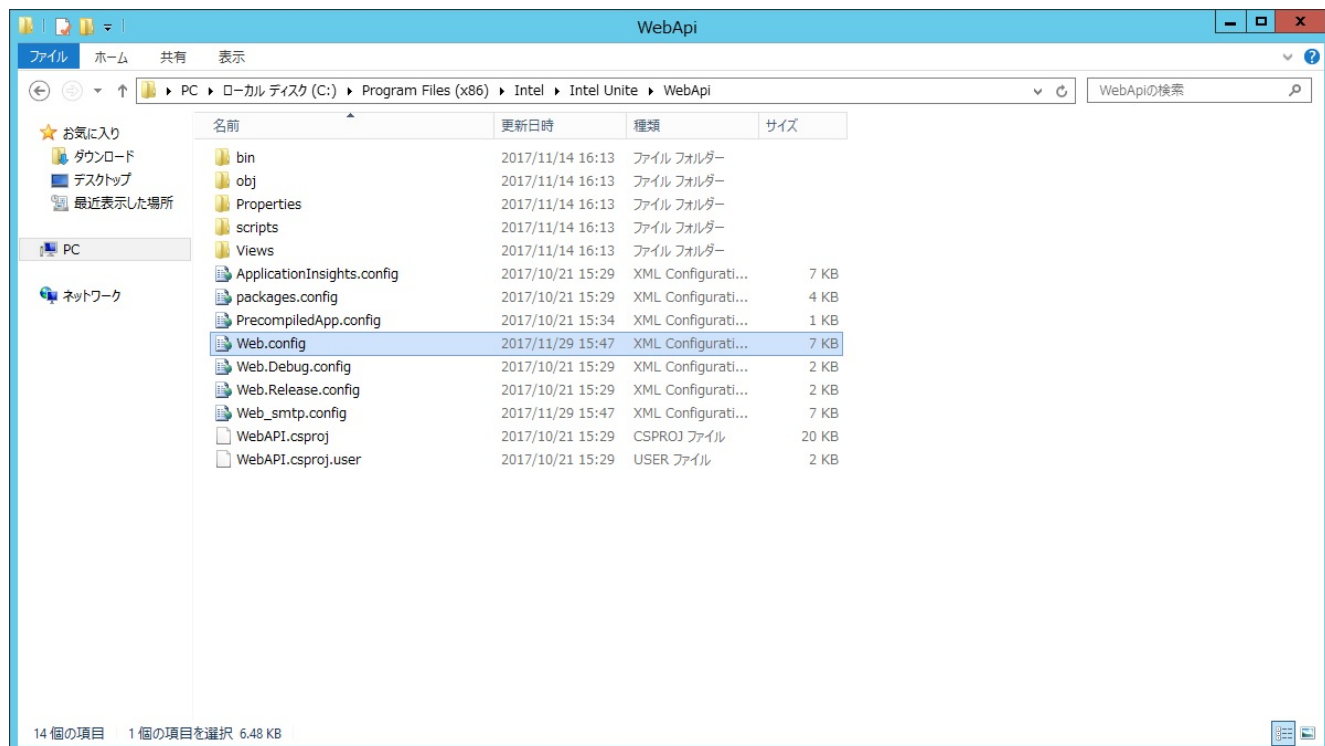 WebApi
ファイル ホーム 共有 表示
PC ローカル ディスク (C:) Program Files (x86) Intel Intel Unite WebApi
WebApiの検索
お気に入り
ダウンロード
デスクトップ
最近表示した場所
PC
ネットワーク
名前 更新日時 種類 サイズ
bin 2017/11/14 16:13 ファイル フォルダー
obj 2017/11/14 16:13 ファイル フォルダー
Properties 2017/11/14 16:13 ファイル フォルダー
scripts 2017/11/14 16:13 ファイル フォルダー
Views 2017/11/14 16:13 ファイル フォルダー
ApplicationInsights.config 2017/10/21 15:29 XML Configurati... 7 KB
packages.config 2017/10/21 15:29 XML Configurati... 4 KB
PrecompiledApp.config 2017/10/21 15:34 XML Configurati... 1 KB
Web.config 2017/11/29 15:47 XML Configurati... 7 KB
Web.Debug.config 2017/10/21 15:29 XML Configurati... 2 KB
Web.Release.config 2017/10/21 15:29 XML Configurati... 2 KB
Web_smtp.config 2017/11/29 15:47 XML Configurati... 7 KB
WebAPI.csproj 2017/10/21 15:29 CSPROJ ファイル 20 KB
WebAPI.csproj.user 2017/10/21 15:29 USER ファイル 2 KB
14 個の項目 1 個の項目を選択 6.48 KB